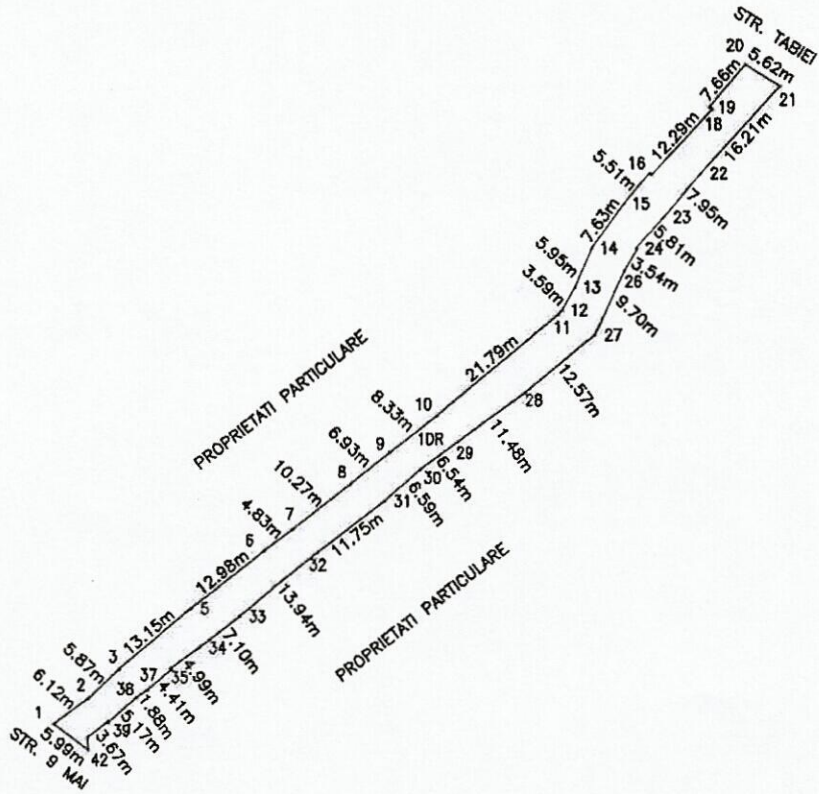 STR. TABIEI
20
5.62m
21
7.66m
19
18
12.29m
16.21m
16
5.51m
15
22
7.95m
23
7.63m
14
5.81m
24
3.54m
26
5.95m
13
3.59m
12
11
9.70m
27
21.79m
12.57m
28
PROPRIETATI PARTICULARE
10
8.33m
1DR
11.48m
29
9
6.93m
6.54m
30
8
6.59m
31
10.27m
7
4.83m
6
11.75m
32
PROPRIETATI PARTICULARE
12.98m
5
13.94m
33
13.15m
7.10m
34
3
5.87m
4.99m
35
37
4.41m
2
6.12m
38
1.88m
5.17m
39
1
5.99m
3.67m
42
STR. 9 MAI